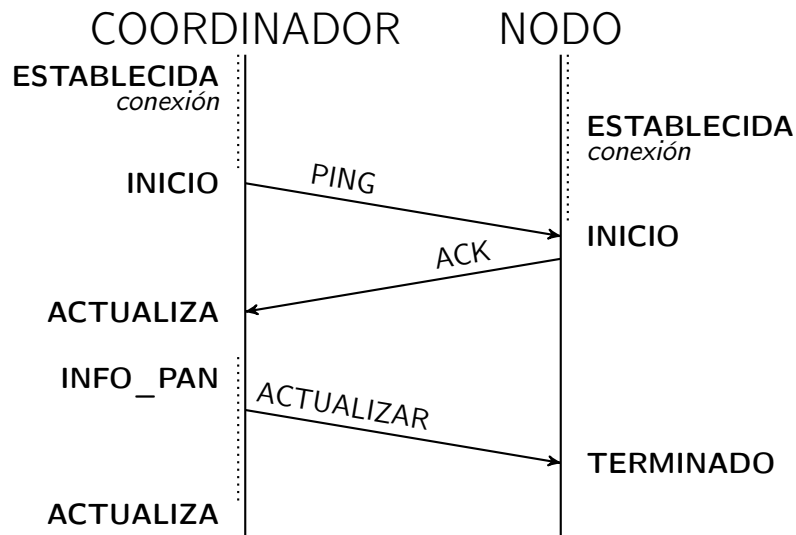 COORDINADOR NODO
ESTABLECIDA
conexión
ESTABLECIDA
conexión
INICIO
PING
INICIO
ACK
ACTUALIZA
INFO_PAN
ACTUALIZAR
TERMINADO
ACTUALIZA